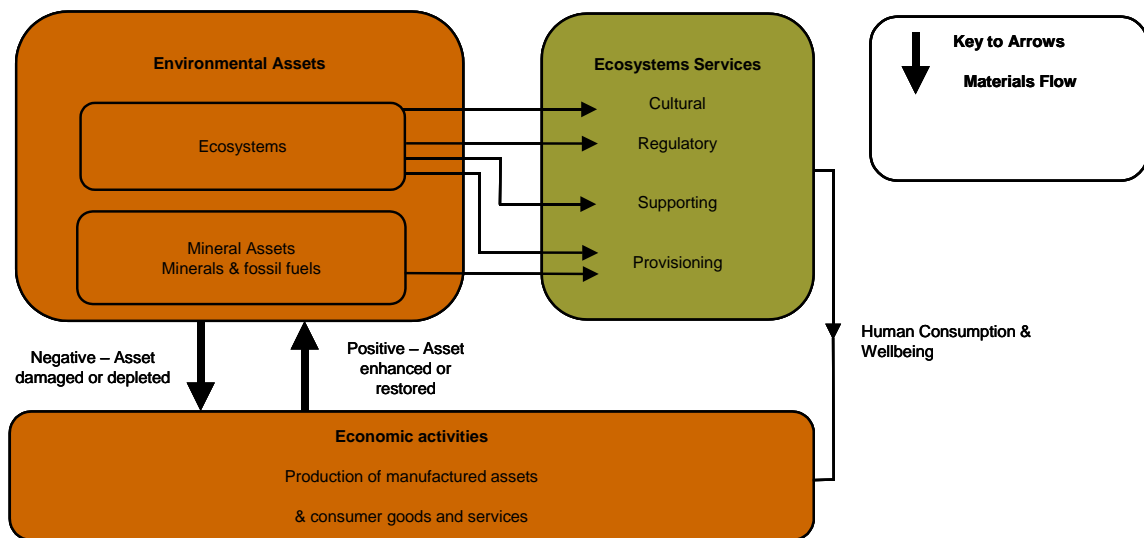 Environmental Assets
Ecosystems
Mineral Assets
Minerals & fossil fuels
Ecosystems Services
Cultural
Regulatory
Supporting
Provisioning
Key to Arrows
Materials Flow
Negative – Asset
damaged or depleted
Positive – Asset
enhanced or
restored
Human Consumption &
Wellbeing
Economic activities
Production of manufactured assets
& consumer goods and services